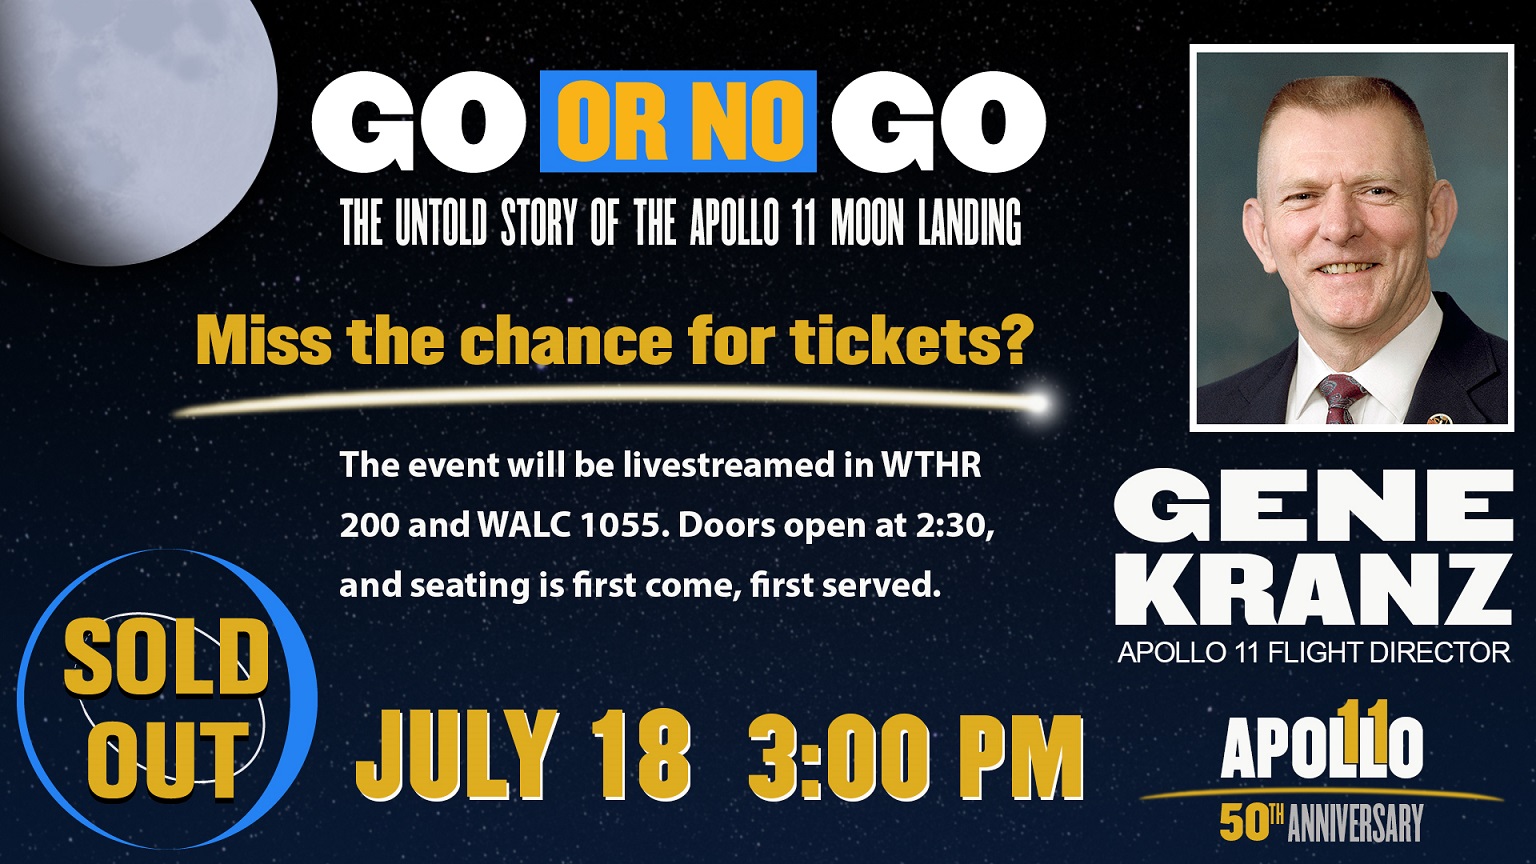 GO OR NO GO
THE UNTOLD STORY OF THE APOLLO 11 MOON LANDING
Miss the chance for tickets?
The event will be livestreamed in WTHR
200 and WALC 1055. Doors open at 2:30,
and seating is first come, first served.
SOLD
OUT
JULY 18 3:00 PM
GENE
KRANZ
APOLLO 11 FLIGHT DIRECTOR
APOLLO 11
50TH ANNIVERSARY